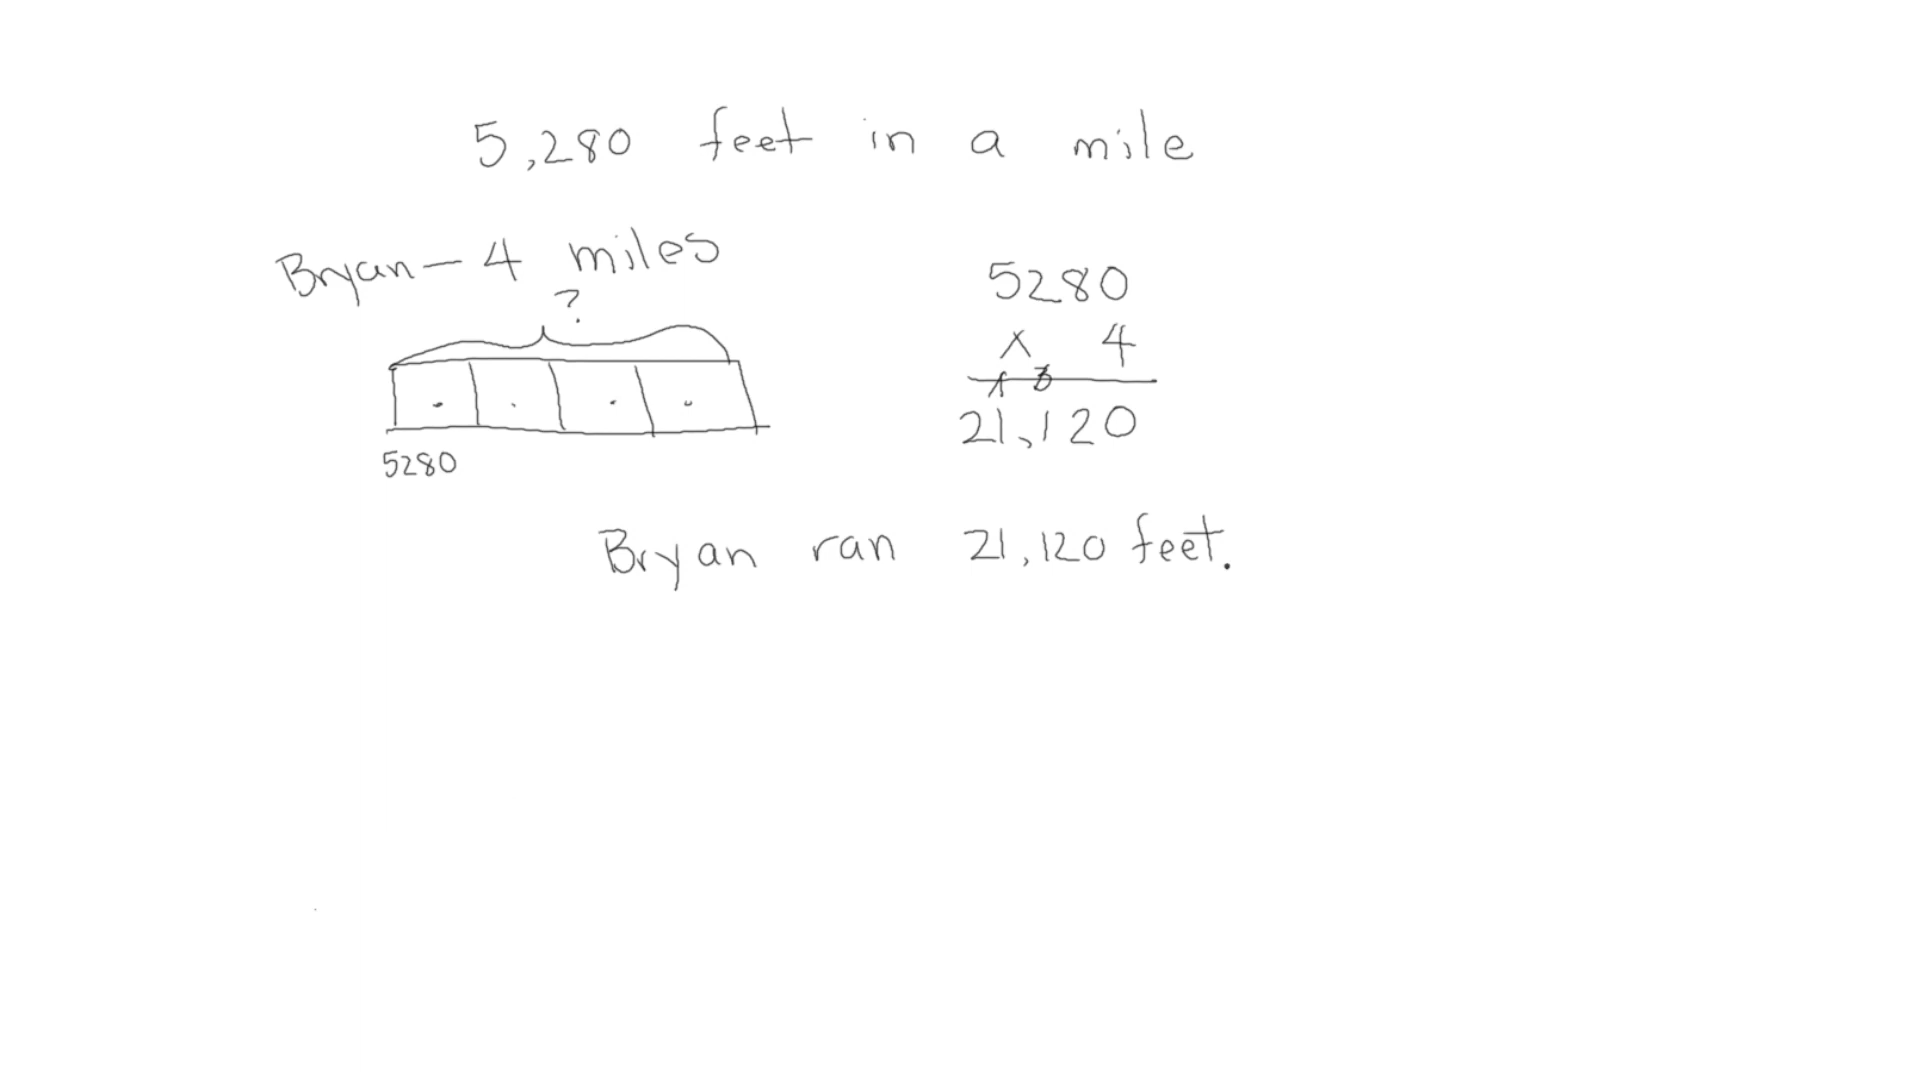 5,280 feet in a mile
Bryan - 4 miles
?
5280
5280
x 4
1 3
21,120
Bryan ran 21,120 feet.